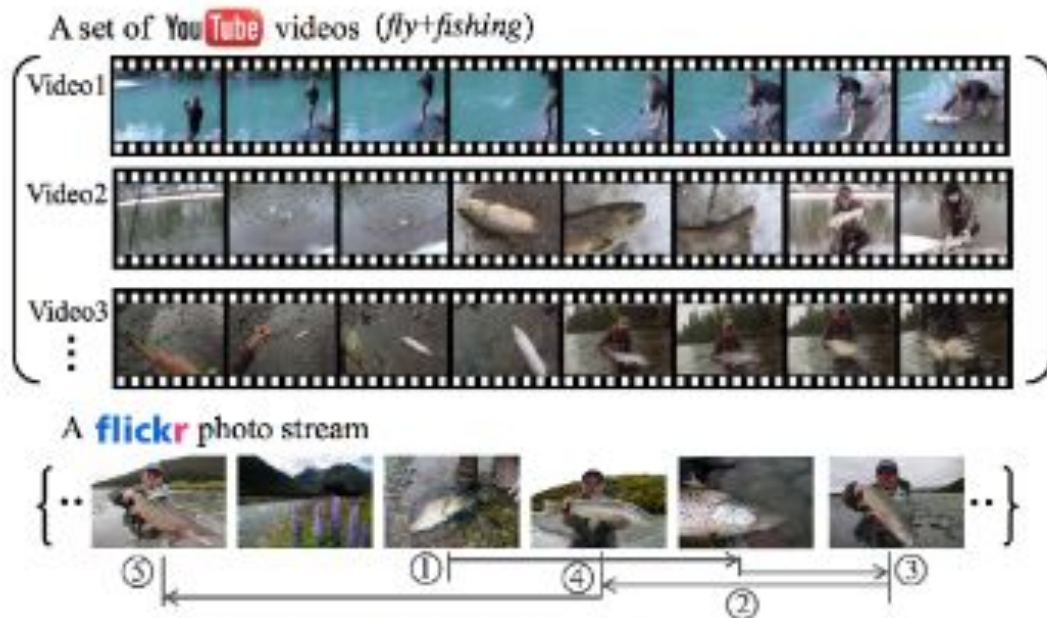 A set of YouTube videos (fly+fishing)
Video1
Video2
Video3
A flickr photo stream
⑤ ① ④ ② ③